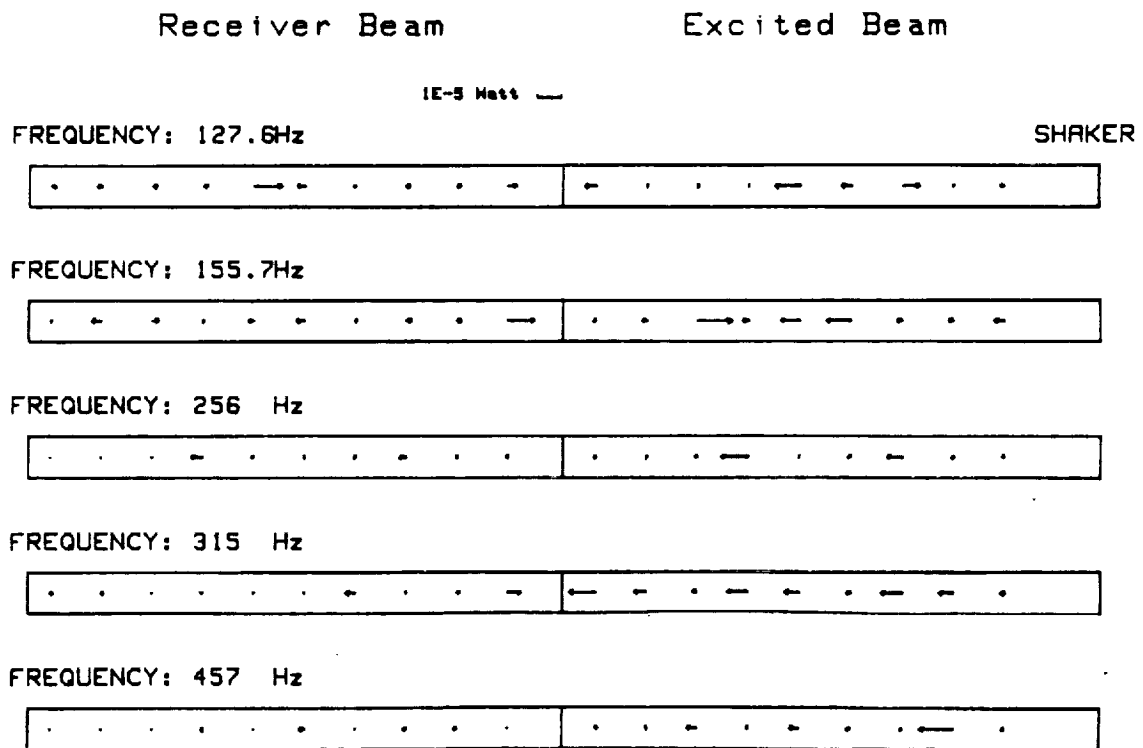 Receiver Beam Excited Beam
1E-5 Watt
FREQUENCY: 127.6Hz SHAKER
FREQUENCY: 155.7Hz
FREQUENCY: 256 Hz
FREQUENCY: 315 Hz
FREQUENCY: 457 Hz